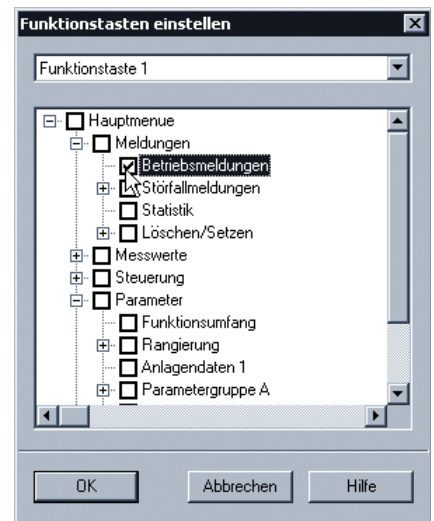 Funktionstasten einstellen
Funktionstaste 1
Hauptmenue
Meldungen
Betriebsmeldungen
Störfallmeldungen
Statistik
Löschen/Setzen
Messwerte
Steuerung
Parameter
Funktionsumfang
Rangierung
Anlagendaten 1
Parametergruppe A
OK
Abbrechen
Hilfe